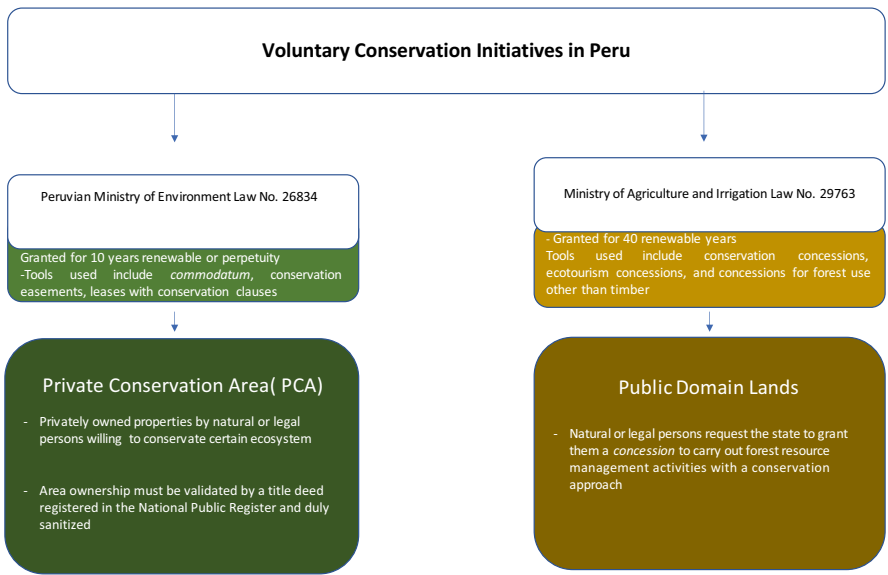 Voluntary Conservation Initiatives in Peru
Peruvian Ministry of Environment Law No. 26834
Granted for 10 years renewable or perpetuity
-Tools used include commodatum, conservation
easements, leases with conservation clauses
Private Conservation Area( PCA)
- Privately owned properties by natural or legal
persons willing to conservate certain ecosystem
- Area ownership must be validated by a title deed
registered in the National Public Register and duly
sanitized
Ministry of Agriculture and Irrigation Law No. 29763
- Granted for 40 renewable years
Tools used include conservation concessions,
ecotourism concessions, and concessions for forest use
other than timber
Public Domain Lands
- Natural or legal persons request the state to grant
them a concession to carry out forest resource
management activities with a conservation
approach